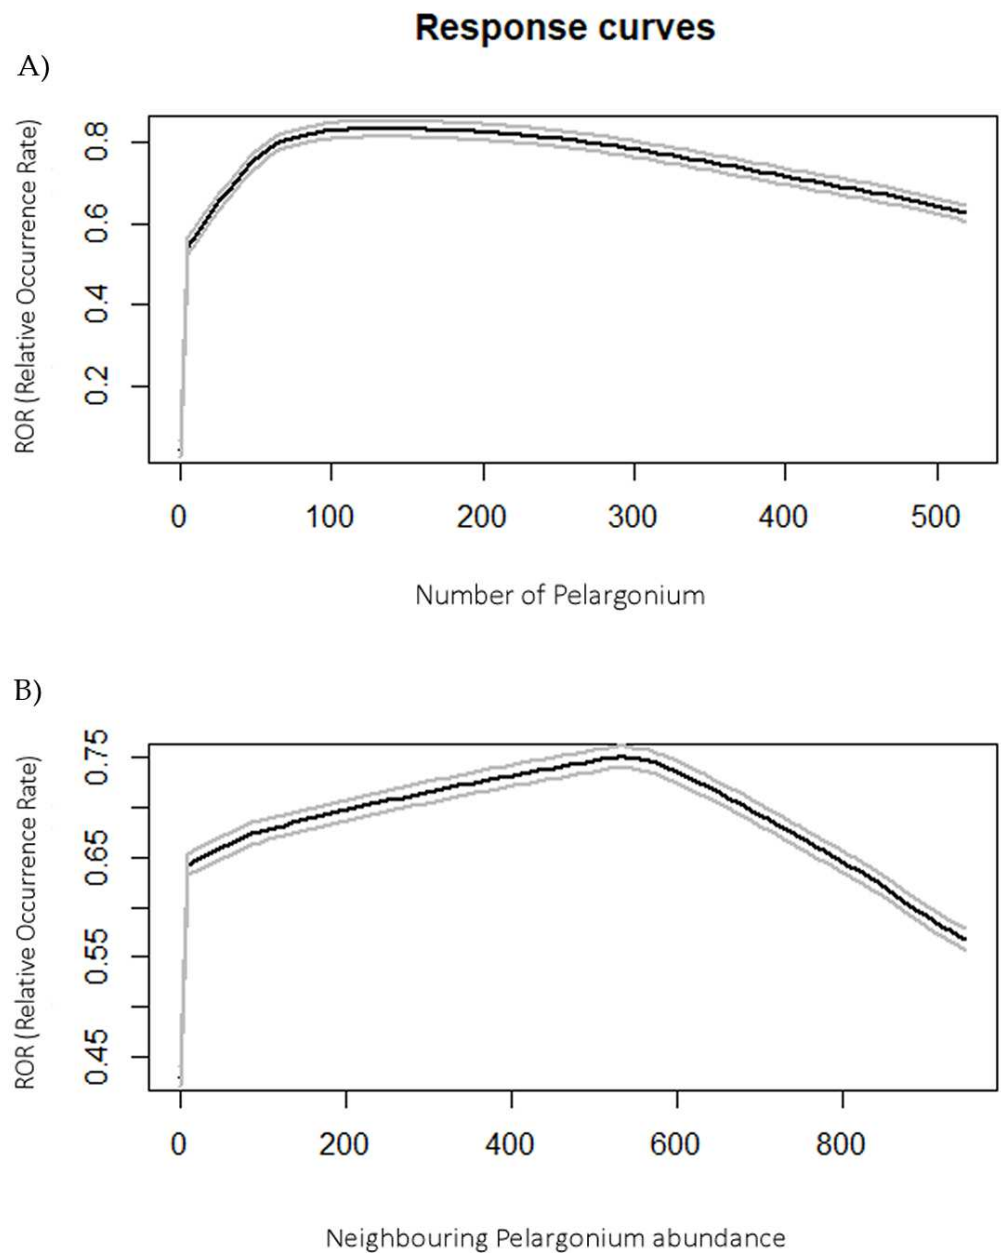 Response curves
A)
ROR (Relative Occurrence Rate)
0.8
0.6
0.4
0.2
0 100 200 300 400 500
Number of Pelargonium
B)
ROR (Relative Occurrence Rate)
0.75
0.65
0.55
0.45
0 200 400 600 800
Neighbouring Pelargonium abundance